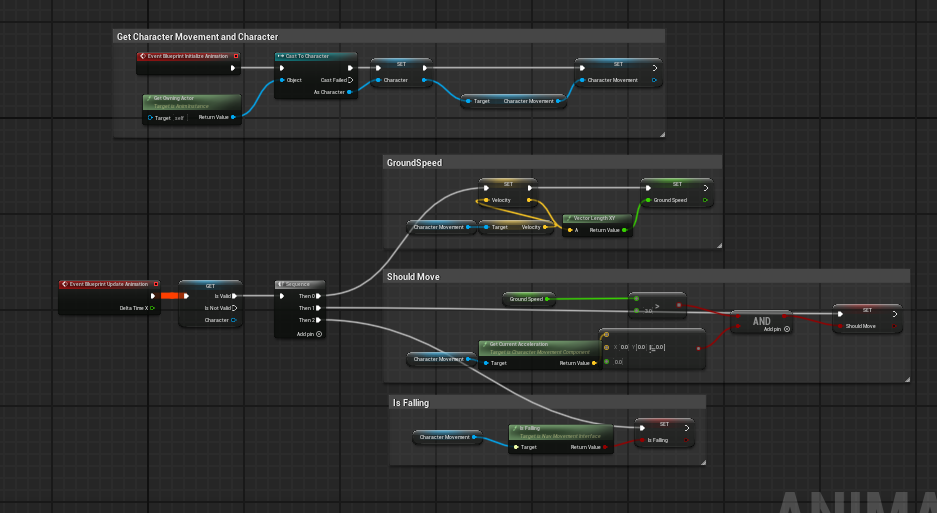 Get Character Movement and Character
Event Blueprint Initialize Animation
Cast To Character
SET
SET
Object
Cast Failed
Character
Character Movement
As Character
Get Owning Actor
Target is Anim Instance
Target self
Return Value
Target
Character Movement
GroundSpeed
SET
SET
Velocity
Ground Speed
Character Movement
Target
Velocity
Vector Length XY
A
Return Value
Event Blueprint Update Animation
Delta Time X
GET
Is Valid
Is Not Valid
Character
Sequence
Then 0
Then 1
Then 2
Add pin
Should Move
Ground Speed
>
3.0
AND
Add pin
SET
Should Move
Character Movement
Get Current Acceleration
Target is Character Movement Component
Target
Return Value
X 0.0 Y 0.0 0.0
!=
0.0
Is Falling
Character Movement
Is Falling
Target is Nav Movement Interface
Target
Return Value
SET
Is Falling